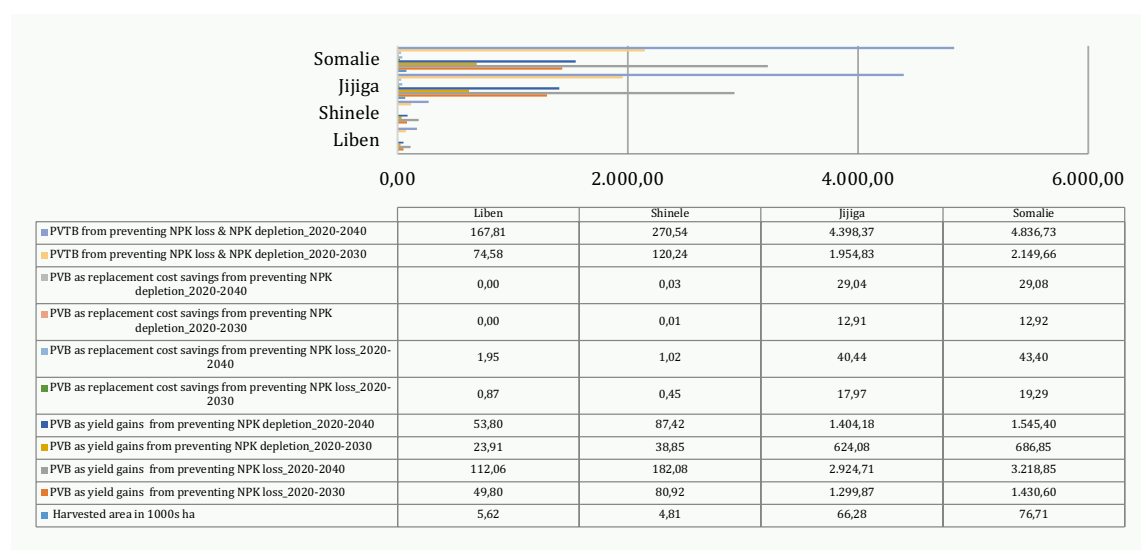 Somalie
Jijiga
Shinele
Liben
0,00 2.000,00 4.000,00 6.000,00
Liben Shinele Jijiga Somalie
PVTB from preventing NPK loss & NPK depletion_2020-2040 167,81 270,54 4.398,37 4.836,73
PVTB from preventing NPK loss & NPK depletion_2020-2030 74,58 120,24 1.954,83 2.149,66
PVB as replacement cost savings from preventing NPK
depletion_2020-2040 0,00 0,03 29,04 29,08
PVB as replacement cost savings from preventing NPK
depletion_2020-2030 0,00 0,01 12,91 12,92
PVB as replacement cost savings from preventing NPK loss_2020-
2040 1,95 1,02 40,44 43,40
PVB as replacement cost savings from preventing NPK loss_2020-
2030 0,87 0,45 17,97 19,29
PVB as yield gains from preventing NPK depletion_2020-2040 53,80 87,42 1.404,18 1.545,40
PVB as yield gains from preventing NPK depletion_2020-2030 23,91 38,85 624,08 686,85
PVB as yield gains from preventing NPK loss_2020-2040 112,06 182,08 2.924,71 3.218,85
PVB as yield gains from preventing NPK loss_2020-2030 49,80 80,92 1.299,87 1.430,60
Harvested area in 1000s ha 5,62 4,81 66,28 76,71